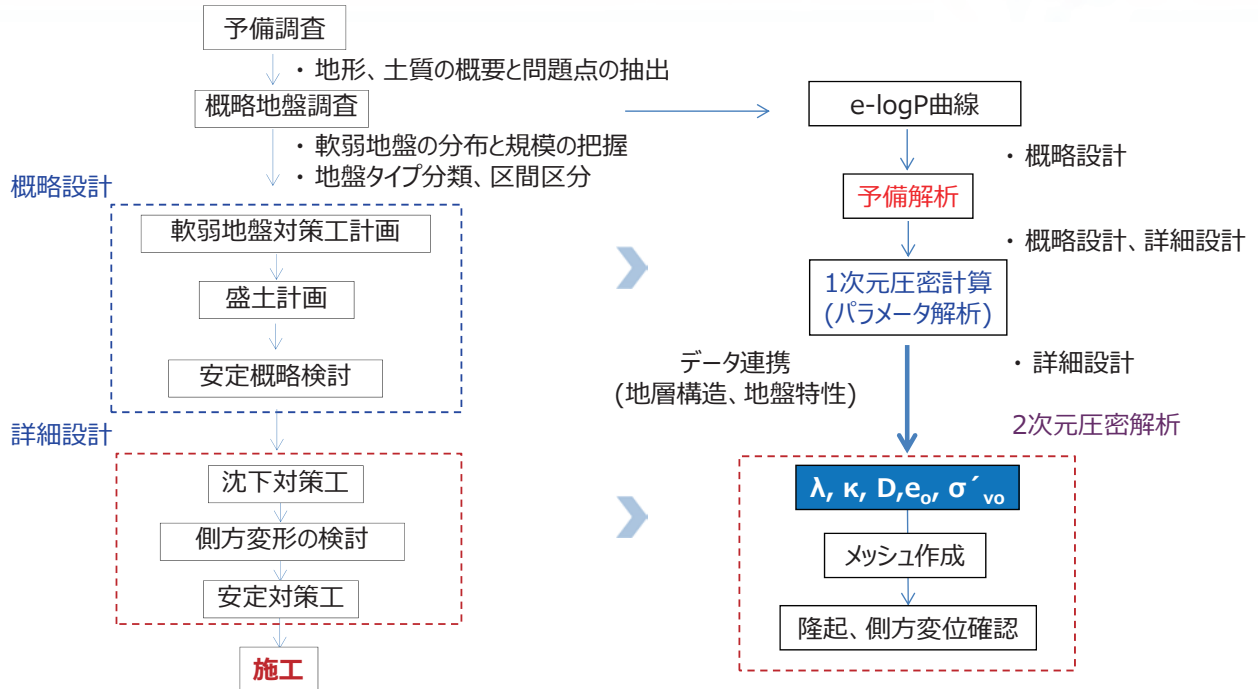 予備調査
・ 地形、土質の概要と問題点の抽出
概略地盤調査
・ 軟弱地盤の分布と規模の把握
・ 地盤タイプ分類、区間区分
概略設計
軟弱地盤対策工計画
盛土計画
安定概略検討
詳細設計
沈下対策工
側方変形の検討
安定対策工
施工
e-logP曲線
・ 概略設計
予備解析
・ 概略設計、詳細設計
1次元圧密計算
(パラメータ解析)
データ連携
(地層構造、地盤特性)
・ 詳細設計
2次元圧密解析
λ, κ, D,eo, σ´vo
メッシュ作成
隆起、側方変位確認